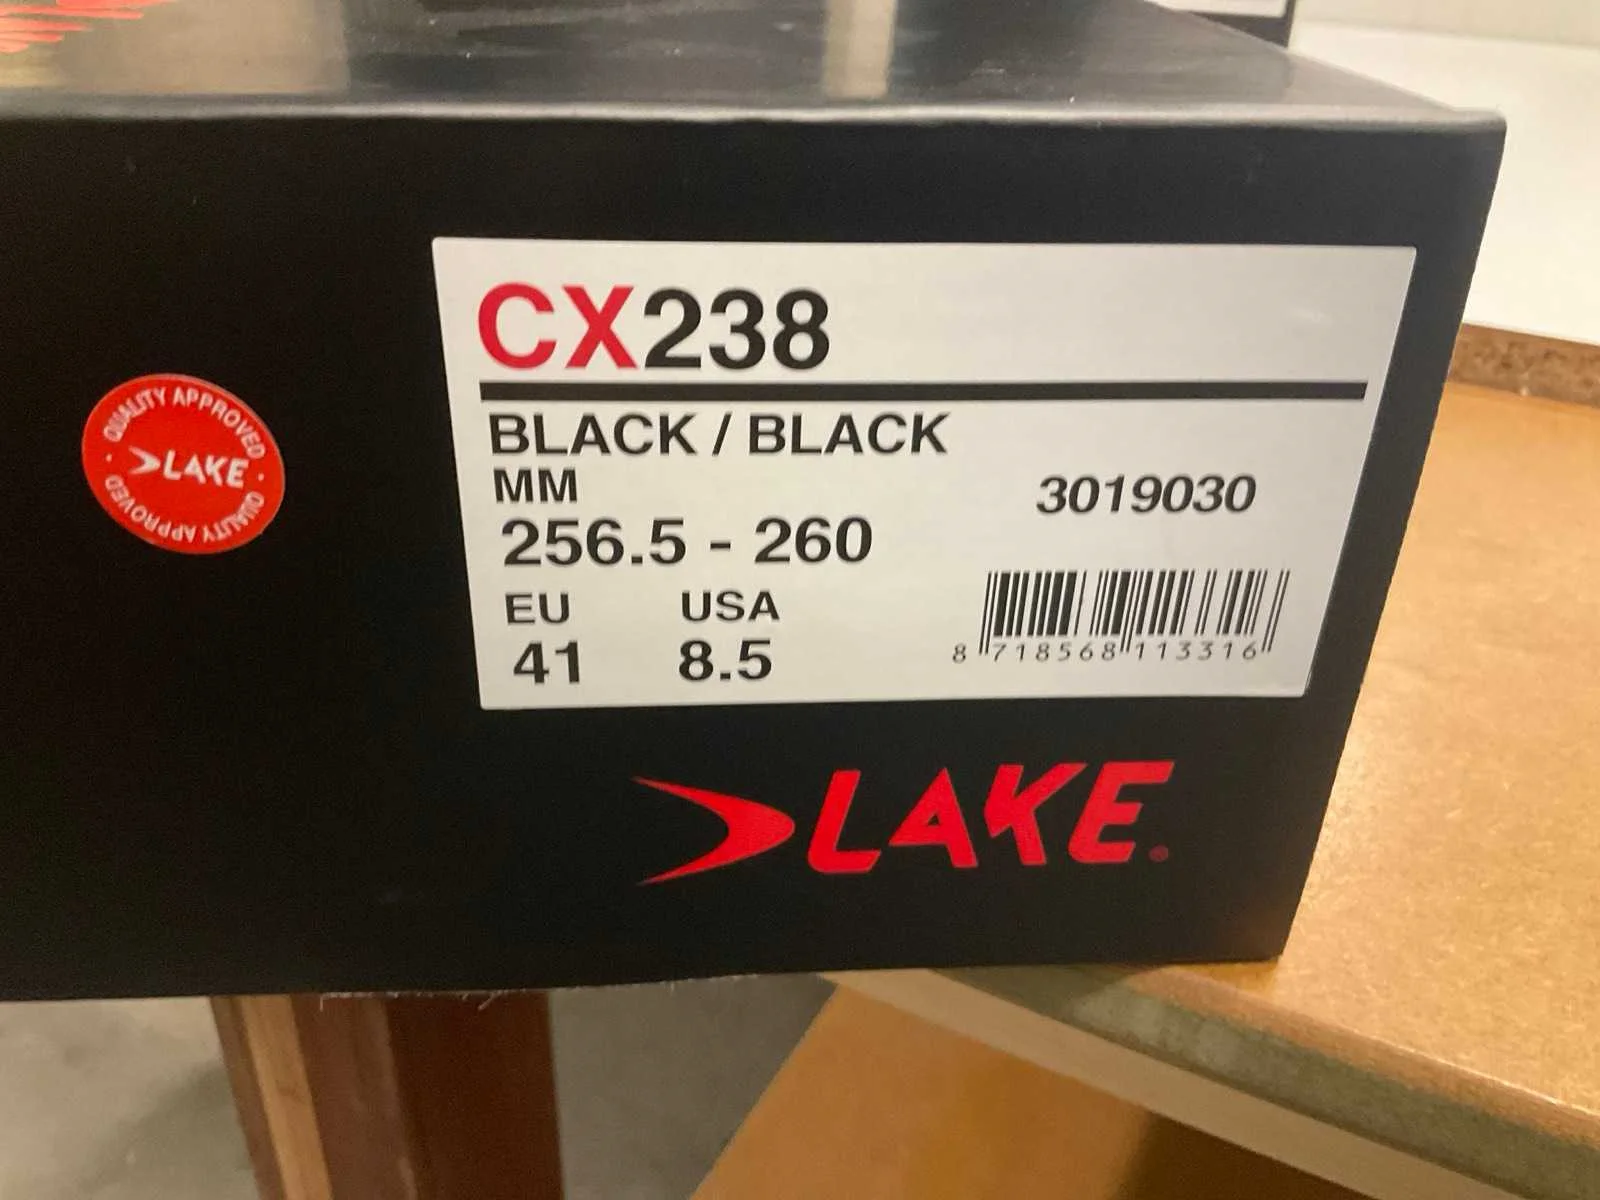 CX238
BLACK / BLACK
MM
256.5 - 260
3019030
EU USA
41 8.5
8 718568 113316
LAKE
QUALITY APPROVED
LAKE
QUALITY APPROVED